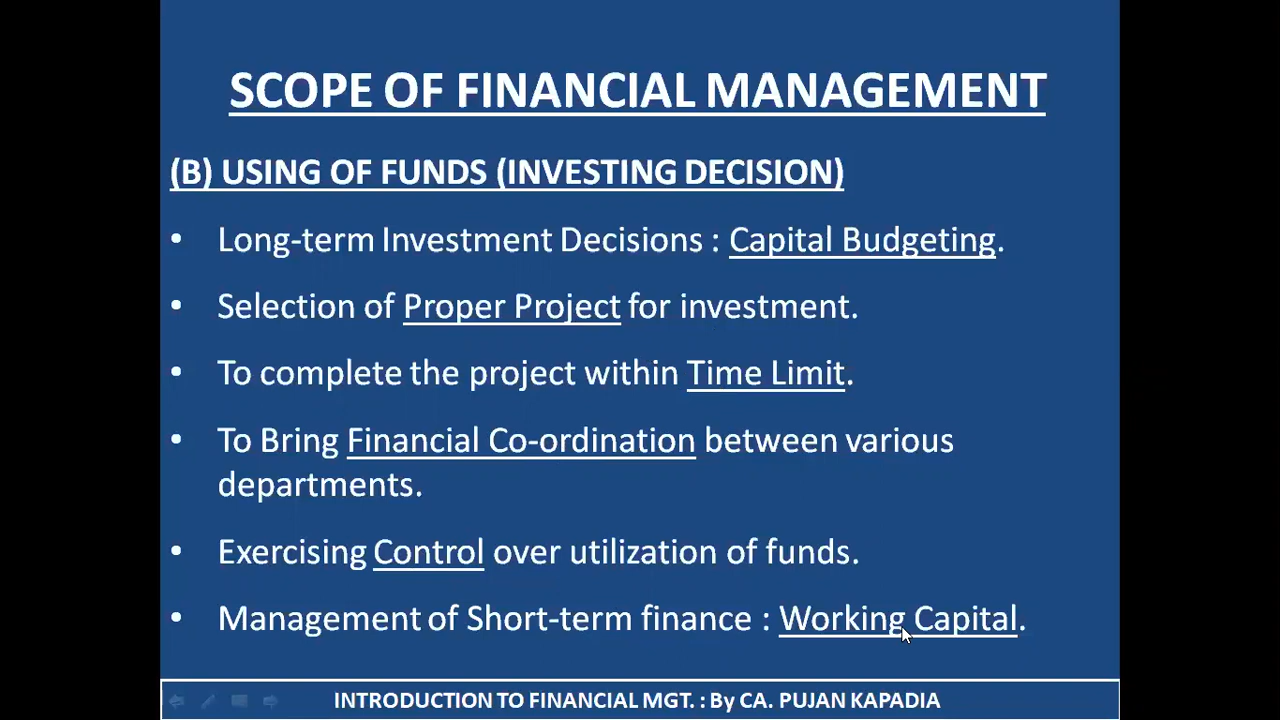 SCOPE OF FINANCIAL MANAGEMENT
(B) USING OF FUNDS (INVESTING DECISION)
• Long-term Investment Decisions : Capital Budgeting.
• Selection of Proper Project for investment.
• To complete the project within Time Limit.
• To Bring Financial Co-ordination between various
departments.
• Exercising Control over utilization of funds.
• Management of Short-term finance : Working Capital.
INTRODUCTION TO FINANCIAL MGT. : By CA. PUJAN KAPADIA